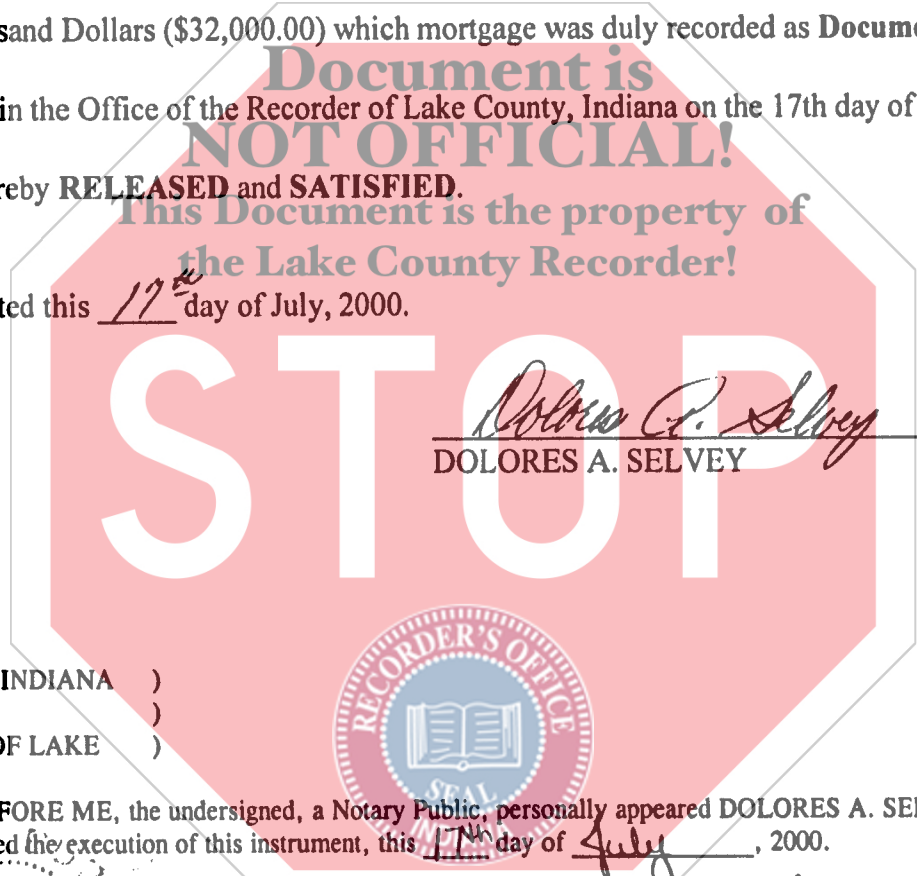 sand Dollars ($32,000.00) which mortgage was duly recorded as Docume
Document is
in the Office of the Recorder of Lake County, Indiana on the 17th day of
NOT OFFICIAL!
reby RELEASED and SATISFIED.
This Document is the property of
the Lake County Recorder!
ted this 17th day of July, 2000.
STOP
Dolores A. Selvey
DOLORES A. SELVEY
RECORDER'S OFFICE
INDIANA )
)
OF LAKE )
SEAL
FORE ME, the undersigned, a Notary Public, personally appeared DOLORES A. SEL
ed the execution of this instrument, this 17th day of July, 2000.